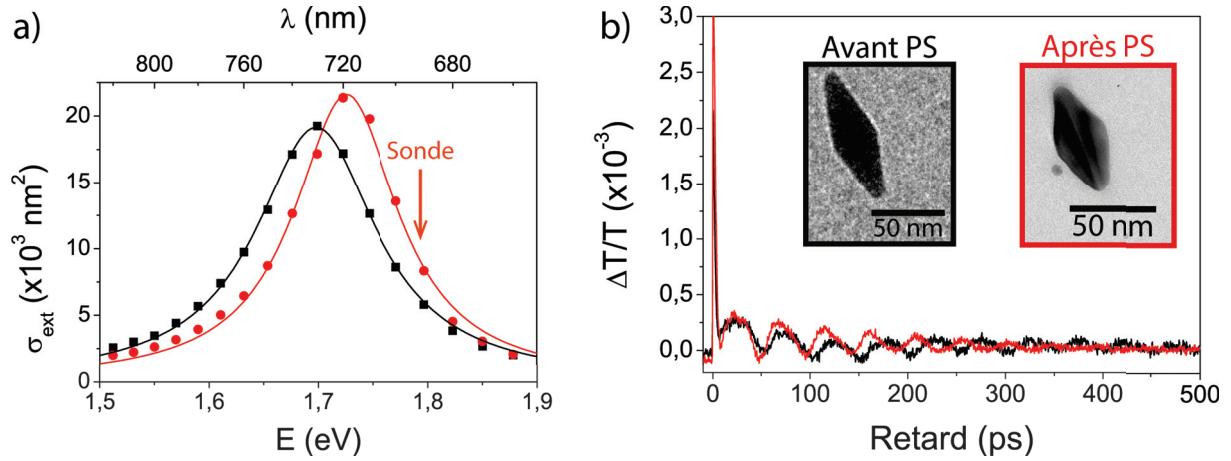 a)
λ (nm)
800 760 720 680
20
15
10
5
0
σext (x10³ nm²)
Sonde
1,5 1,6 1,7 1,8 1,9
E (eV)
b)
3,0
2,5
2,0
1,5
1,0
0,5
0,0
ΔT/T (x10⁻³)
Avant PS
50 nm
Après PS
50 nm
0 100 200 300 400 500
Retard (ps)